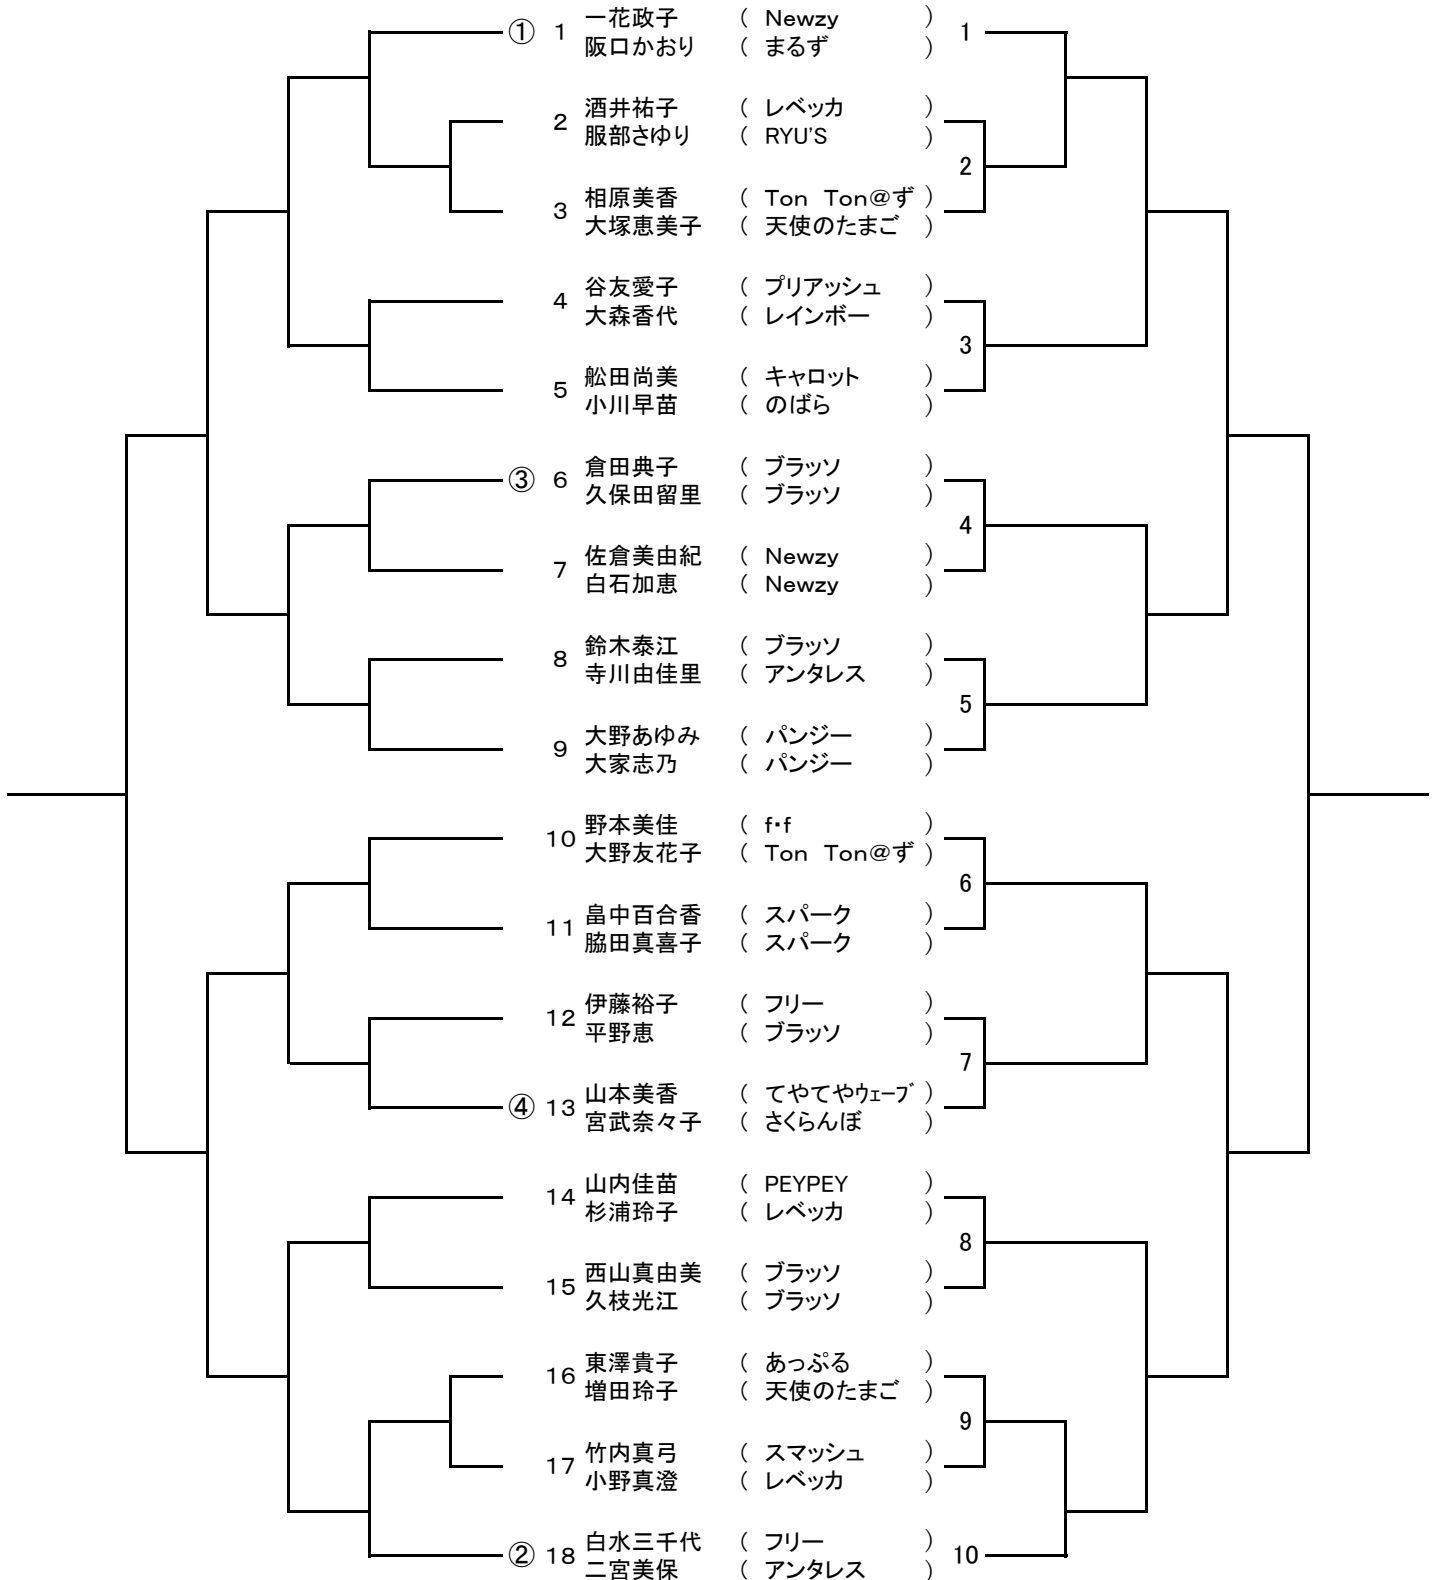 ① 1 一花政子 ( Newzy ) 1
阪口かおり ( まるず )
2 酒井祐子 ( レベッカ )
服部さゆり ( RYU'S )
2
3 相原美香 ( Ton Ton@ず )
大塚恵美子 ( 天使のたまご )
4 谷友愛子 ( プリアッシュ )
大森香代 ( レインボー )
3
5 舩田尚美 ( キャロット )
小川早苗 ( のばら )
③ 6 倉田典子 ( ブラッソ )
久保田留里 ( ブラッソ )
4
7 佐倉美由紀 ( Newzy )
白石加恵 ( Newzy )
8 鈴木泰江 ( ブラッソ )
寺川由佳里 ( アンタレス )
5
9 大野あゆみ ( パンジー )
大家志乃 ( パンジー )
10 野本美佳 ( f・f )
大野友花子 ( Ton Ton@ず )
6
11 畠中百合香 ( スパーク )
脇田真喜子 ( スパーク )
12 伊藤裕子 ( フリー )
平野恵 ( ブラッソ )
7
④ 13 山本美香 ( てやてやウェーブ )
宮武奈々子 ( さくらんぼ )
14 山内佳苗 ( PEYPEY )
杉浦玲子 ( レベッカ )
8
15 西山真由美 ( ブラッソ )
久枝光江 ( ブラッソ )
16 東澤貴子 ( あっぷる )
増田玲子 ( 天使のたまご )
9
17 竹内真弓 ( スマッシュ )
小野真澄 ( レベッカ )
② 18 白水三千代 ( フリー ) 10
二宮美保 ( アンタレス )